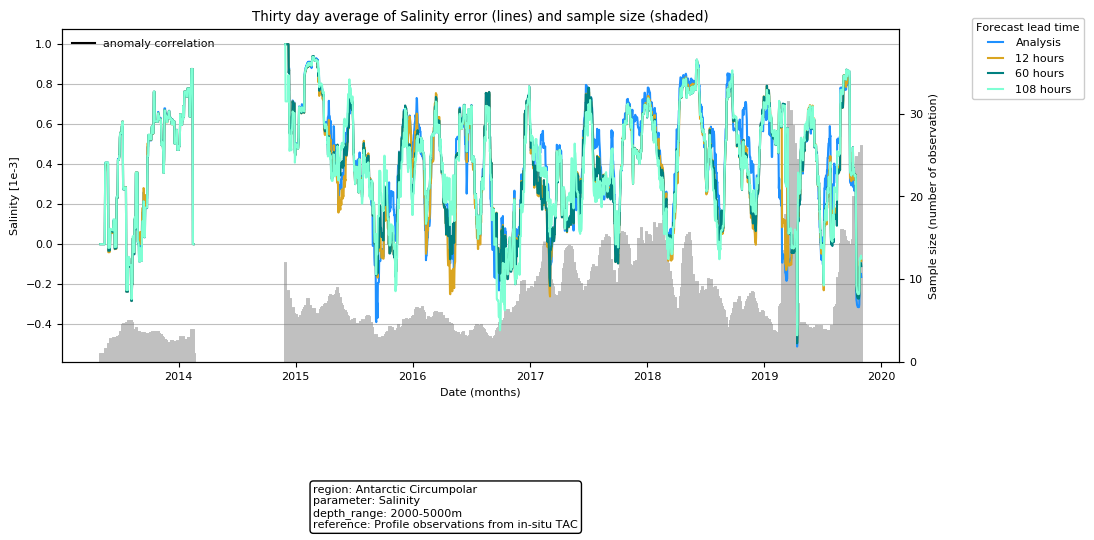 Thirty day average of Salinity error (lines) and sample size (shaded)
Forecast lead time
Analysis
12 hours
60 hours
108 hours
anomaly correlation
1.0
0.8
0.6
0.4
0.2
0.0
−0.2
−0.4
Salinity [1e-3]
30
20
10
0
Sample size (number of observation)
2014
2015
2016
2017
2018
2019
2020
Date (months)
region: Antarctic Circumpolar
parameter: Salinity
depth_range: 2000-5000m
reference: Profile observations from in-situ TAC